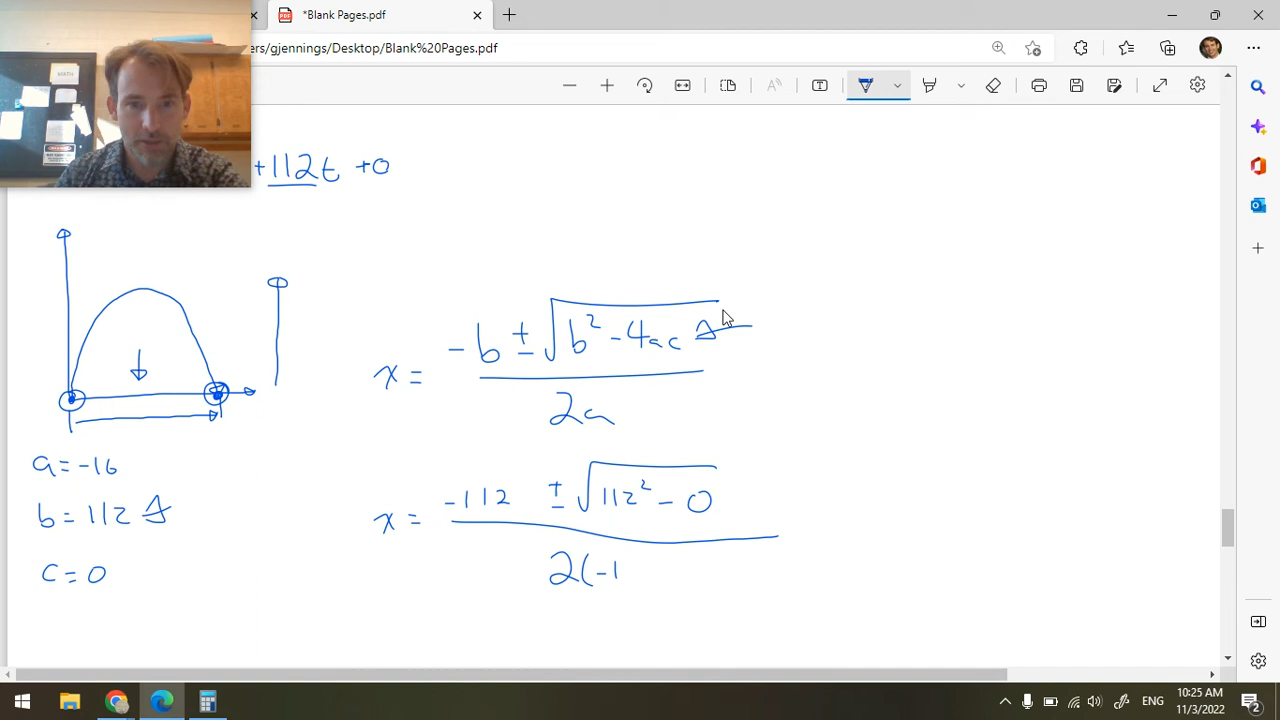 *Blank Pages.pdf
ers/gjennings/Desktop/Blank%20Pages.pdf
+112t +0
x = -b ± √b² - 4ac
2a
a = -16
b = 112
c = 0
x = -112 ± √112² - 0
2(-1
ENG
10:25 AM
11/3/2022
2